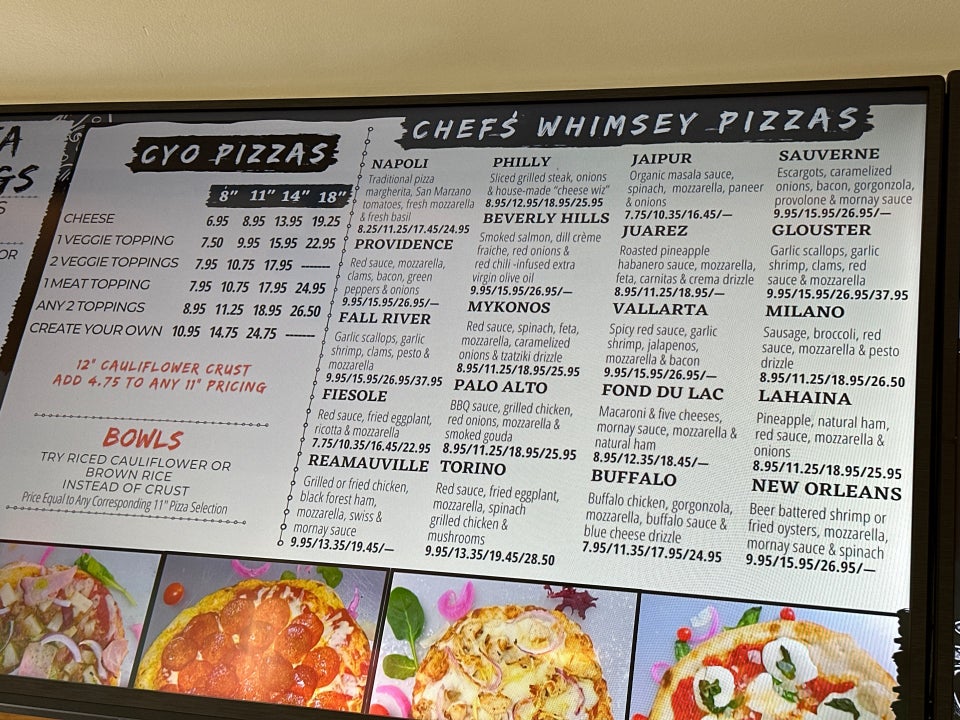 A
GS
S
OR
CYO PIZZAS
8" 11" 14" 18"
CHEESE 6.95 8.95 13.95 19.25
1 VEGGIE TOPPING 7.50 9.95 15.95 22.95
2 VEGGIE TOPPINGS 7.95 10.75 17.95 -------
1 MEAT TOPPING 7.95 10.75 17.95 24.95
ANY 2 TOPPINGS 8.95 11.25 18.95 26.50
CREATE YOUR OWN 10.95 14.75 24.75 -------
12" CAULIFLOWER CRUST
ADD 4.75 TO ANY 11" PRICING
BOWLS
TRY RICED CAULIFLOWER OR
BROWN RICE
INSTEAD OF CRUST
Price Equal to Any Corresponding 11" Pizza Selection
CHEFS' WHIMSEY PIZZAS
NAPOLI
Traditional pizza
margherita, San Marzano
tomatoes, fresh mozzarella
& fresh basil
8.25/11.25/17.45/24.95
PROVIDENCE
Red sauce, mozzarella,
clams, bacon, green
peppers & onions
9.95/15.95/26.95/—
FALL RIVER
Garlic scallops, garlic
shrimp, clams, pesto &
mozzarella
9.95/15.95/26.95/37.95
FIESOLE
Red sauce, fried eggplant,
ricotta & mozzarella
7.75/10.35/16.45/22.95
REAMAUVILLE
Grilled or fried chicken,
black forest ham,
mozzarella, swiss &
mornay sauce
9.95/13.35/19.45/—
PHILLY
Sliced grilled steak, onions
& house-made "cheese wiz"
8.95/12.95/18.95/25.95
BEVERLY HILLS
Smoked salmon, dill crème
fraiche, red onions &
red chili -infused extra
virgin olive oil
9.95/15.95/26.95/—
MYKONOS
Red sauce, spinach, feta,
mozzarella, caramelized
onions & tzatziki drizzle
8.95/11.25/18.95/25.95
PALO ALTO
BBQ sauce, grilled chicken,
red onions, mozzarella &
smoked gouda
8.95/11.25/18.95/25.95
TORINO
Red sauce, fried eggplant,
mozzarella, spinach
grilled chicken &
mushrooms
9.95/13.35/19.45/28.50
JAIPUR
Organic masala sauce,
spinach, mozzarella, paneer
& onions
7.75/10.35/16.45/—
JUAREZ
Roasted pineapple
habanero sauce, mozzarella,
feta, carnitas & crema drizzle
8.95/11.25/18.95/—
VALLARTA
Spicy red sauce, garlic
shrimp, jalapenos,
mozzarella & bacon
9.95/15.95/26.95/—
FOND DU LAC
Macaroni & five cheeses,
mornay sauce, mozzarella &
natural ham
8.95/12.35/18.45/—
BUFFALO
Buffalo chicken, gorgonzola,
mozzarella, buffalo sauce &
blue cheese drizzle
7.95/11.35/17.95/24.95
SAUVERNE
Escargots, caramelized
onions, bacon, gorgonzola,
provolone & mornay sauce
9.95/15.95/26.95/—
GLOUSTER
Garlic scallops, garlic
shrimp, clams, red
sauce & mozzarella
9.95/15.95/26.95/37.95
MILANO
Sausage, broccoli, red
sauce, mozzarella & pesto
drizzle
8.95/11.25/18.95/26.50
LAHAINA
Pineapple, natural ham,
red sauce, mozzarella &
onions
8.95/11.25/18.95/25.95
NEW ORLEANS
Beer battered shrimp or
fried oysters, mozzarella,
mornay sauce & spinach
9.95/15.95/26.95/—